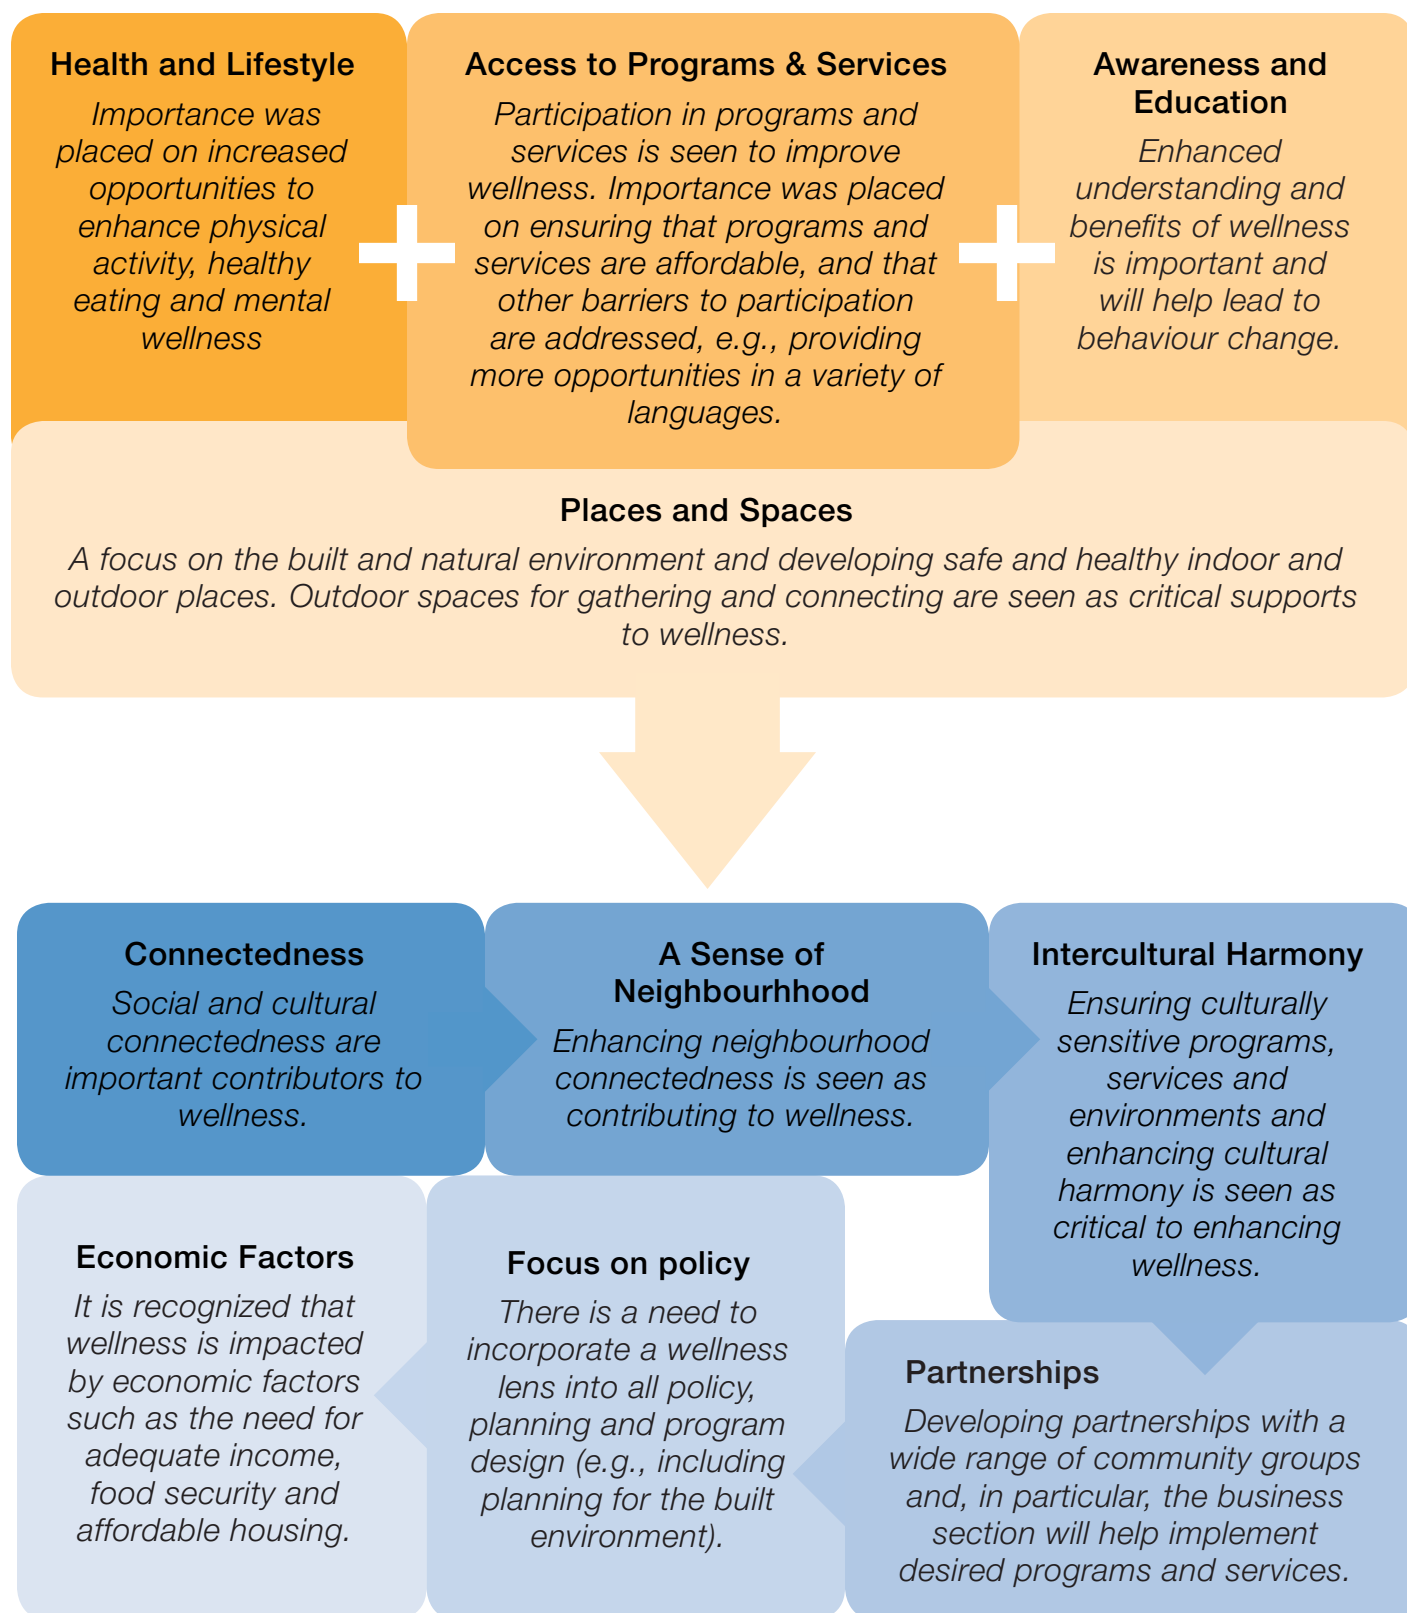 Health and Lifestyle
Importance was
placed on increased
opportunities to
enhance physical
activity, healthy
eating and mental
wellness
Access to Programs & Services
Participation in programs and
services is seen to improve
wellness. Importance was placed
on ensuring that programs and
services are affordable, and that
other barriers to participation
are addressed, e.g., providing
more opportunities in a variety of
languages.
Awareness and
Education
Enhanced
understanding and
benefits of wellness
is important and
will help lead to
behaviour change.
Places and Spaces
A focus on the built and natural environment and developing safe and healthy indoor and
outdoor places. Outdoor spaces for gathering and connecting are seen as critical supports
to wellness.
Connectedness
Social and cultural
connectedness are
important contributors to
wellness.
A Sense of
Neighbourhhood
Enhancing neighbourhood
connectedness is seen as
contributing to wellness.
Intercultural Harmony
Ensuring culturally
sensitive programs,
services and
environments and
enhancing cultural
harmony is seen as
critical to enhancing
wellness.
Partnerships
Developing partnerships with a
wide range of community groups
and, in particular, the business
section will help implement
desired programs and services.
Focus on policy
There is a need to
incorporate a wellness
lens into all policy,
planning and program
design (e.g., including
planning for the built
environment).
Economic Factors
It is recognized that
wellness is impacted
by economic factors
such as the need for
adequate income,
food security and
affordable housing.